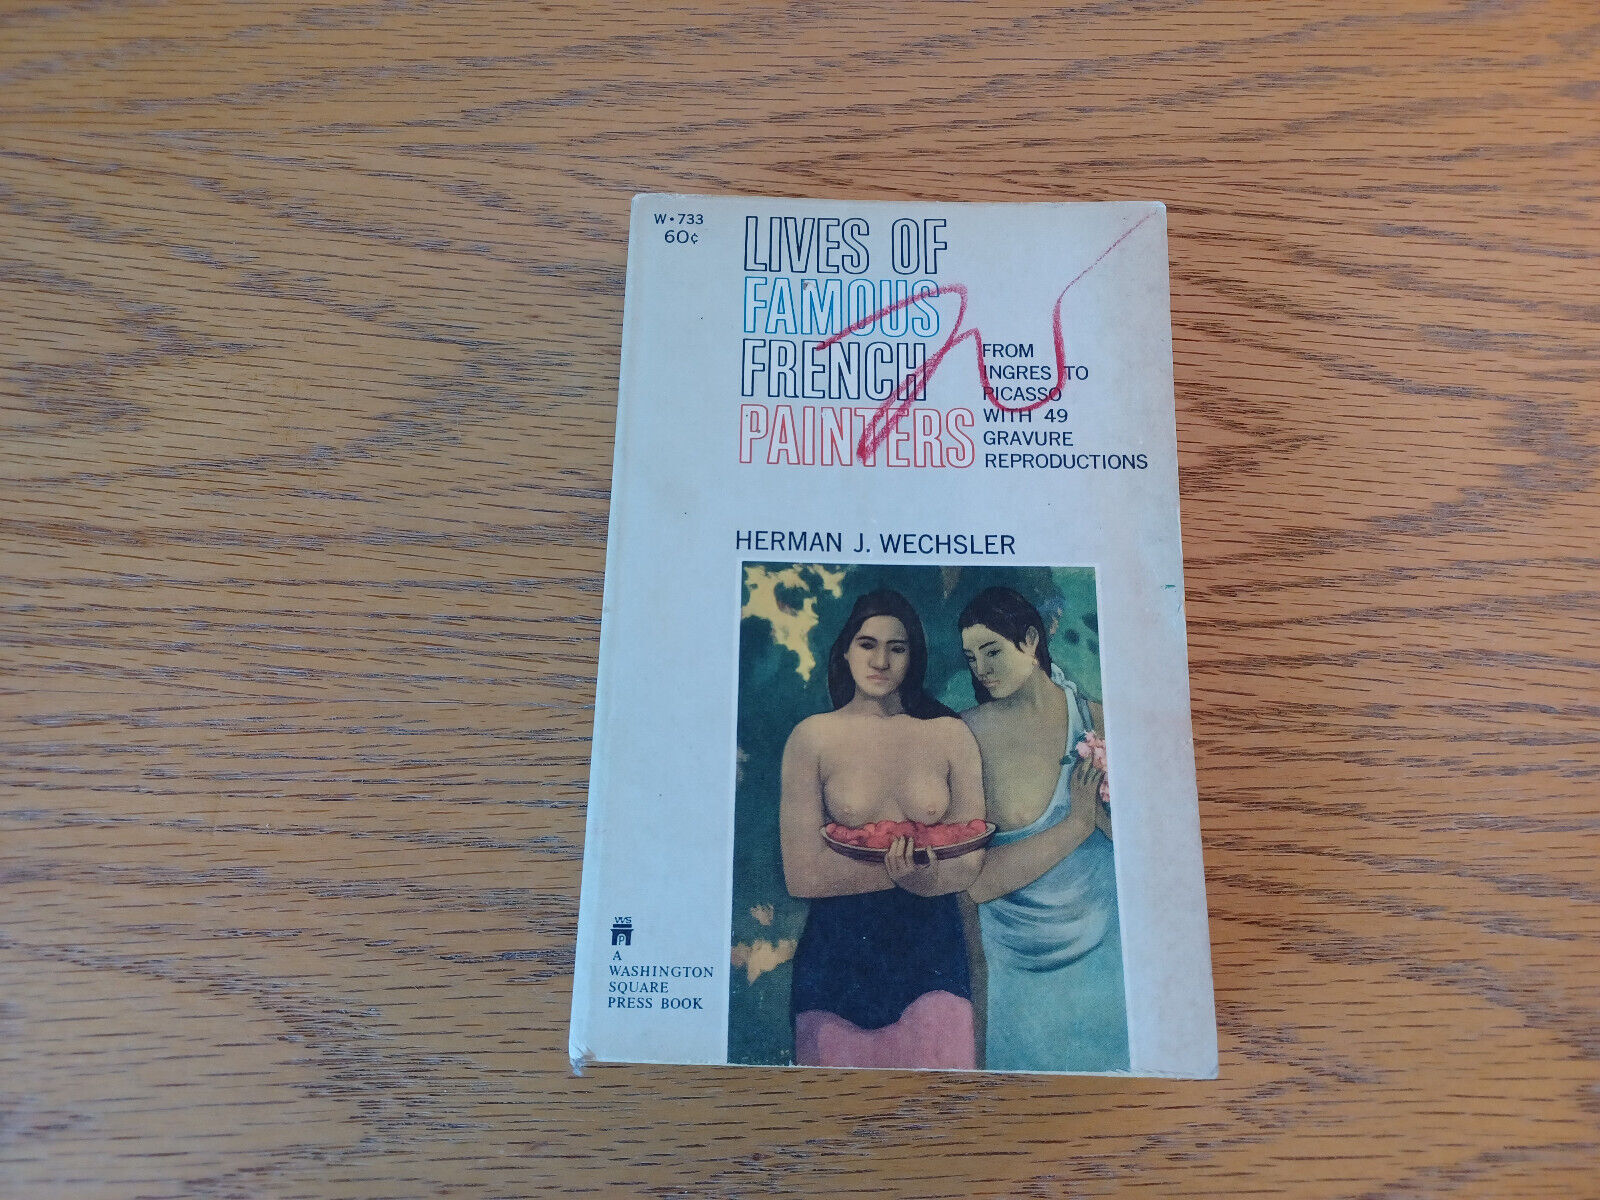 W • 733
60¢
LIVES OF
FAMOUS
FRENCH
PAINTERS
FROM
INGRES TO
PICASSO
WITH 49
GRAVURE
REPRODUCTIONS
HERMAN J. WECHSLER
WS
P
A
WASHINGTON
SQUARE
PRESS BOOK